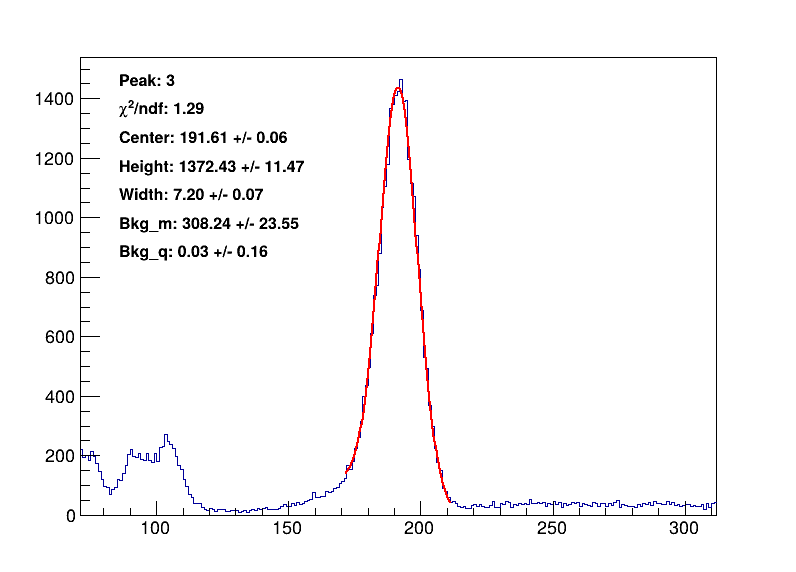 Peak: 3
χ²/ndf: 1.29
Center: 191.61 +/- 0.06
Height: 1372.43 +/- 11.47
Width: 7.20 +/- 0.07
Bkg_m: 308.24 +/- 23.55
Bkg_q: 0.03 +/- 0.16
1400
1200
1000
800
600
400
200
0
100 150 200 250 300